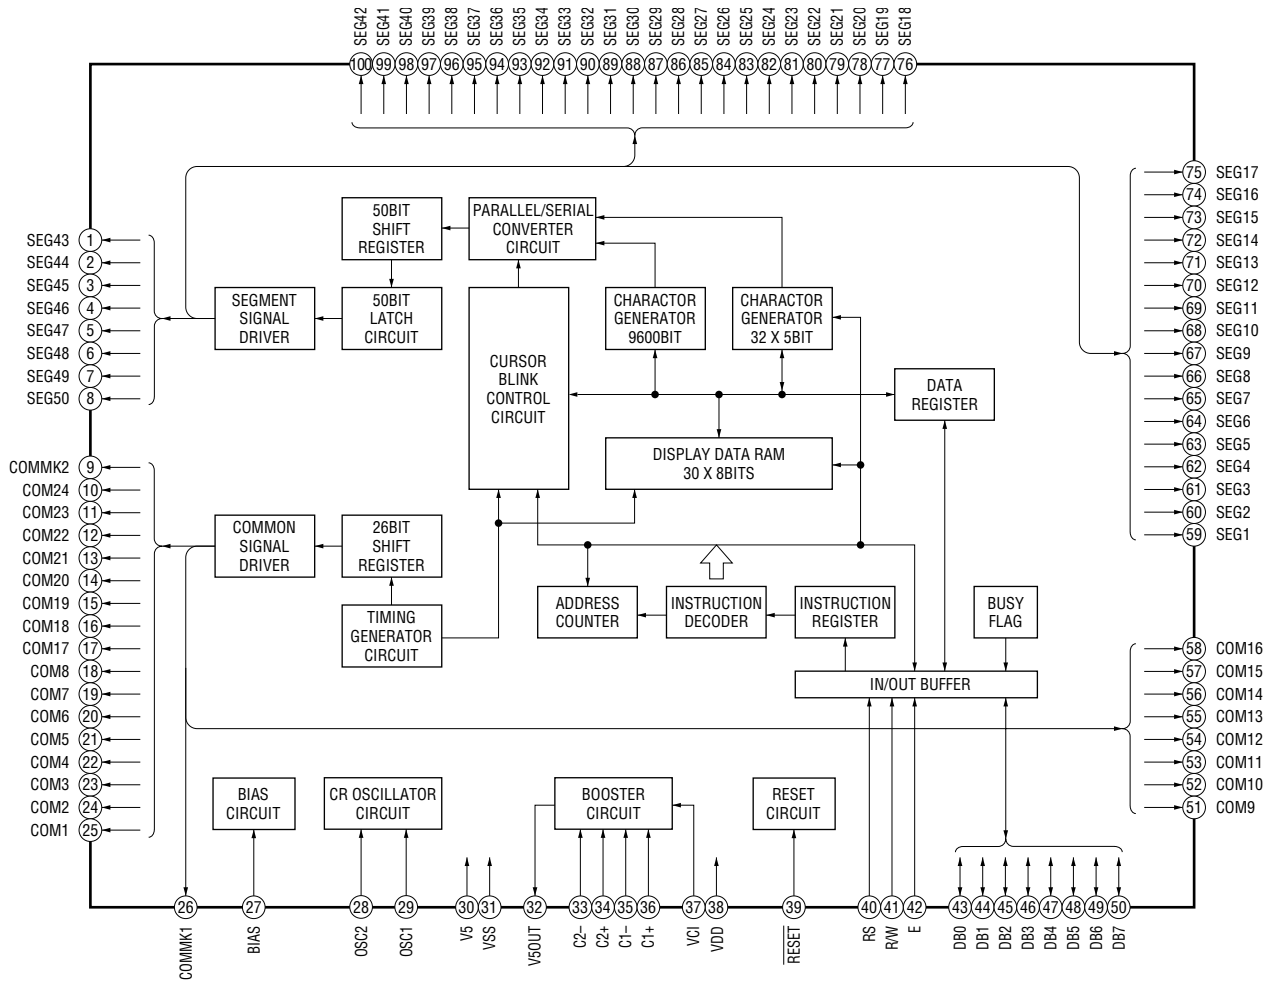 SEG42 SEG41 SEG40 SEG39 SEG38 SEG37 SEG36 SEG35 SEG34 SEG33 SEG32 SEG31 SEG30 SEG29 SEG28 SEG27 SEG26 SEG25 SEG24 SEG23 SEG22 SEG21 SEG20 SEG19 SEG18
100 99 98 97 96 95 94 93 92 91 90 89 88 87 86 85 84 83 82 81 80 79 78 77 76
SEG43 1
SEG44 2
SEG45 3
SEG46 4
SEG47 5
SEG48 6
SEG49 7
SEG50 8
COMMK2 9
COM24 10
COM23 11
COM22 12
COM21 13
COM20 14
COM19 15
COM18 16
COM17 17
COM8 18
COM7 19
COM6 20
COM5 21
COM4 22
COM3 23
COM2 24
COM1 25
50BIT
SHIFT
REGISTER
PARALLEL/SERIAL
CONVERTER
CIRCUIT
SEGMENT
SIGNAL
DRIVER
50BIT
LATCH
CIRCUIT
CURSOR
BLINK
CONTROL
CIRCUIT
CHARACTOR
GENERATOR
9600BIT
CHARACTOR
GENERATOR
32 X 5BIT
DATA
REGISTER
DISPLAY DATA RAM
30 X 8BITS
COMMON
SIGNAL
DRIVER
26BIT
SHIFT
REGISTER
TIMING
GENERATOR
CIRCUIT
ADDRESS
COUNTER
INSTRUCTION
DECODER
INSTRUCTION
REGISTER
BUSY
FLAG
IN/OUT BUFFER
BIAS
CIRCUIT
CR OSCILLATOR
CIRCUIT
BOOSTER
CIRCUIT
RESET
CIRCUIT
75 SEG17
74 SEG16
73 SEG15
72 SEG14
71 SEG13
70 SEG12
69 SEG11
68 SEG10
67 SEG9
66 SEG8
65 SEG7
64 SEG6
63 SEG5
62 SEG4
61 SEG3
60 SEG2
59 SEG1
58 COM16
57 COM15
56 COM14
55 COM13
54 COM12
53 COM11
52 COM10
51 COM9
26 27 28 29 30 31 32 33 34 35 36 37 38 39 40 41 42 43 44 45 46 47 48 49 50
COMMK1 BIAS OSC2 OSC1 V5 VSS V5OUT C2– C2+ C1– C1+ VCI VDD RESET RS R/W E DB0 DB1 DB2 DB3 DB4 DB5 DB6 DB7